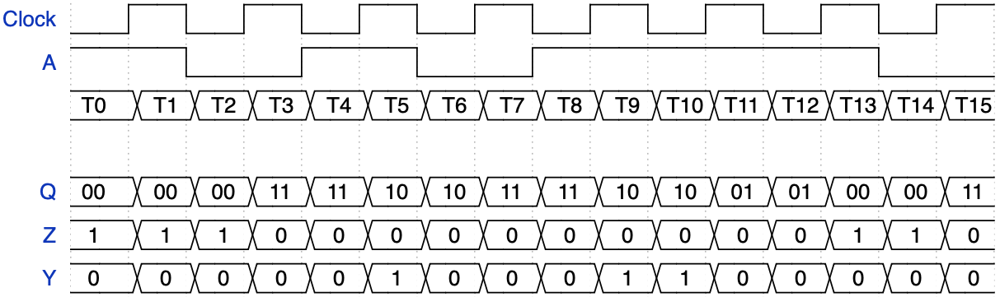 Clock
A
T0 T1 T2 T3 T4 T5 T6 T7 T8 T9 T10 T11 T12 T13 T14 T15
Q 00 00 00 11 11 10 10 11 11 10 10 01 01 00 00 11
Z 1 1 1 0 0 0 0 0 0 0 0 0 0 1 1 0
Y 0 0 0 0 0 1 0 0 0 1 1 0 0 0 0 0